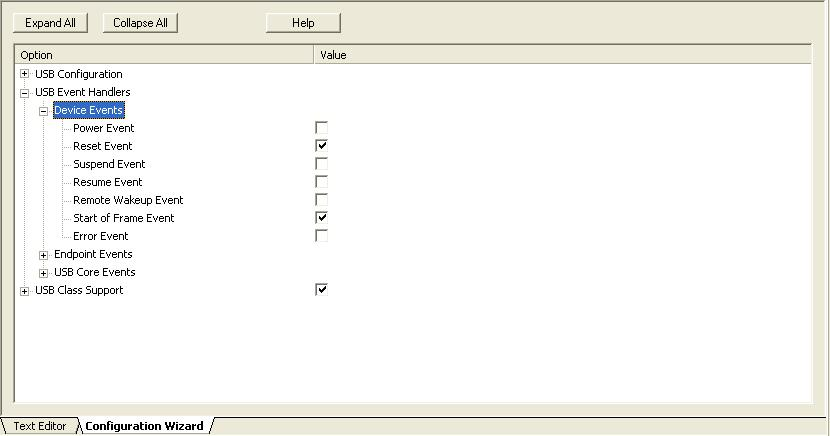 Expand All Collapse All Help
Option Value
USB Configuration
USB Event Handlers
Device Events
Power Event
Reset Event
Suspend Event
Resume Event
Remote Wakeup Event
Start of Frame Event
Error Event
Endpoint Events
USB Core Events
USB Class Support
Text Editor Configuration Wizard